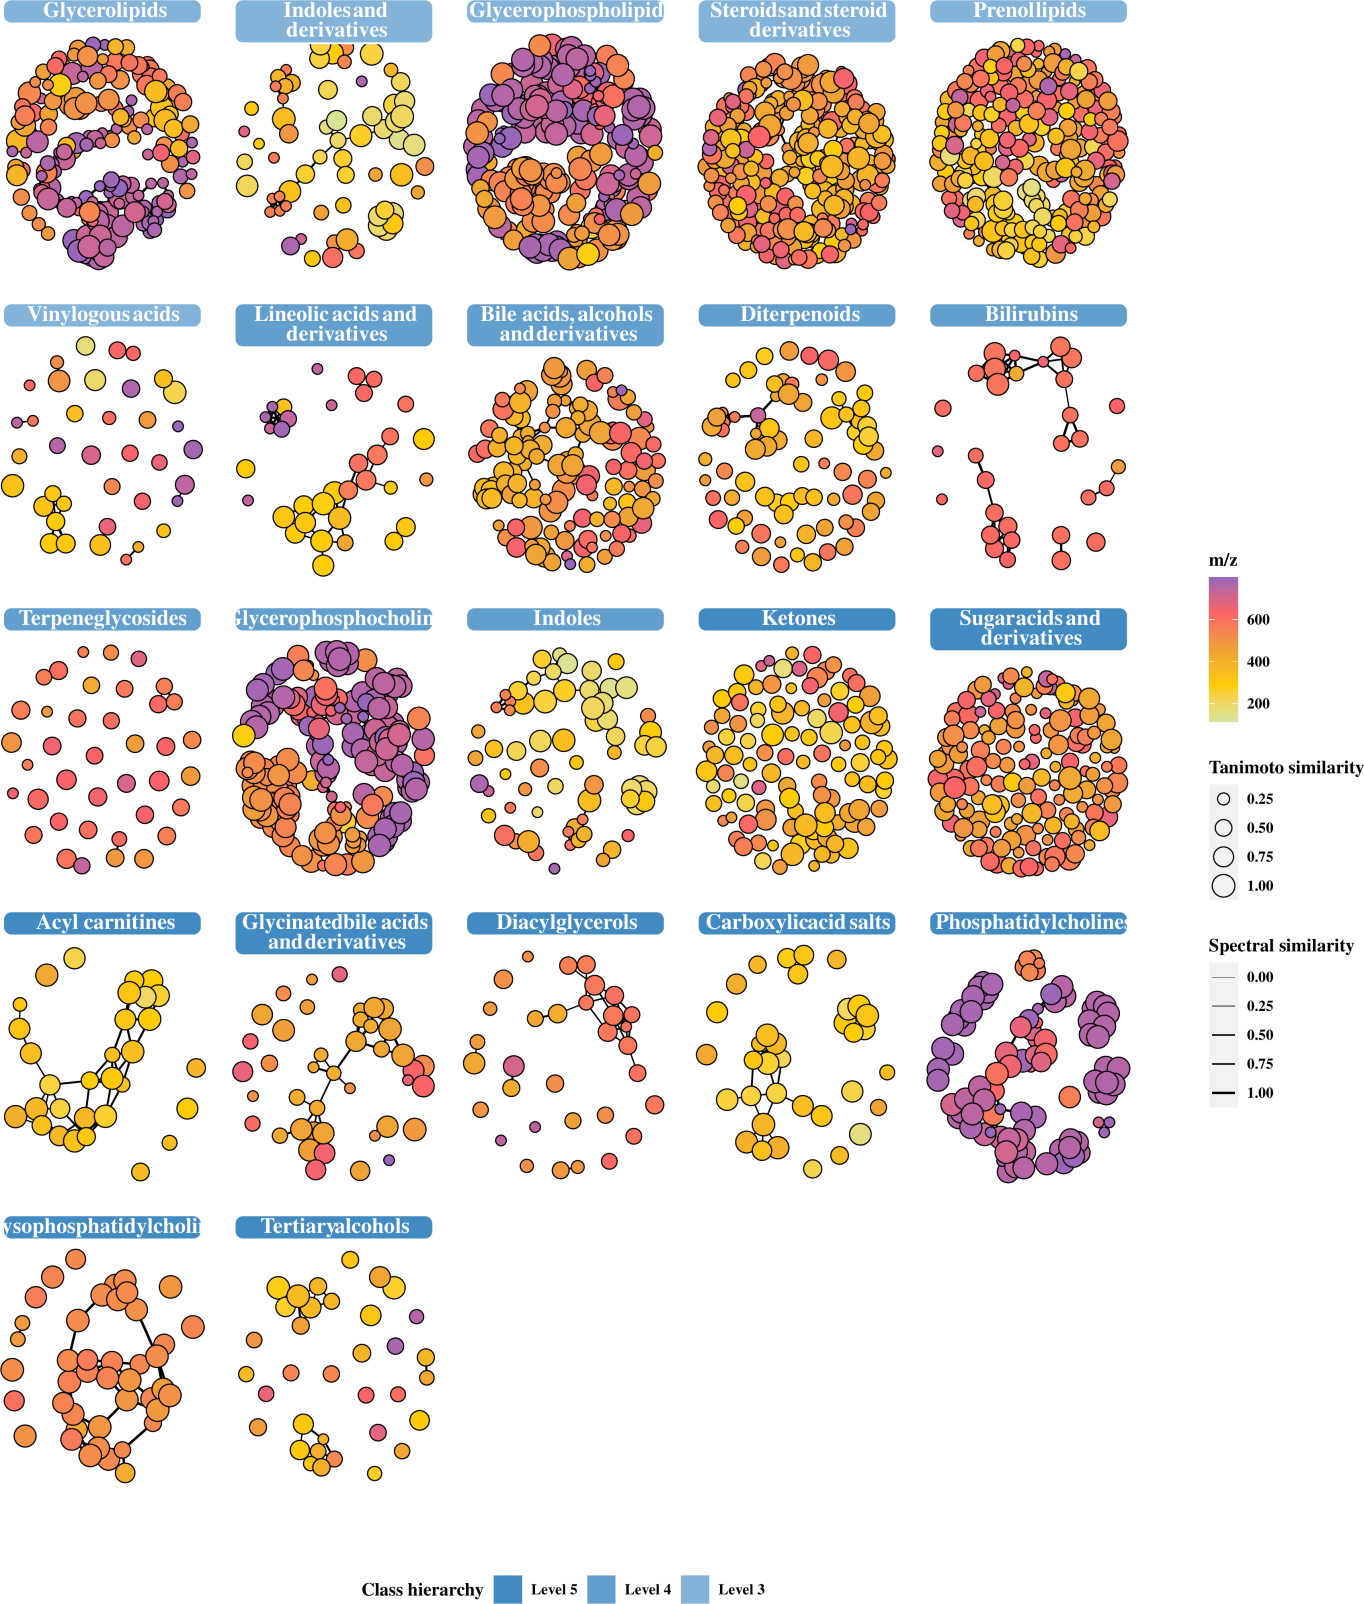 Glycerolipids
Indoles and
derivatives
Glycerophospholipid
Steroids and steroid
derivatives
Prenol lipids
Vinylogous acids
Lineolic acids and
derivatives
Bile acids, alcohols
and derivatives
Diterpenoids
Bilirubins
Terpene glycosides
Glycerophosphocholin
Indoles
Ketones
Sugar acids and
derivatives
Acyl carnitines
Glycinated bile acids
and derivatives
Diacylglycerols
Carboxylic acid salts
Phosphatidylcholines
ysophosphatidylcholi
Tertiary alcohols
m/z
600
400
200
Tanimoto similarity
0.25
0.50
0.75
1.00
Spectral similarity
0.00
0.25
0.50
0.75
1.00
Class hierarchy
Level 5
Level 4
Level 3